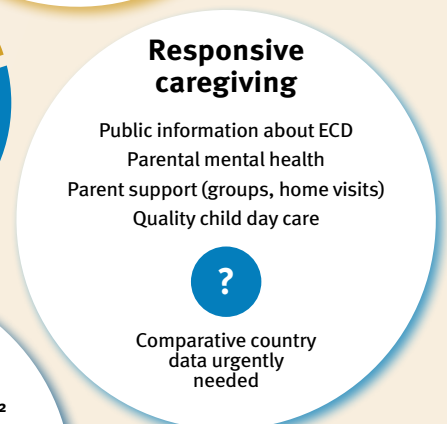 Responsive
caregiving
Public information about ECD
Parental mental health
Parent support (groups, home visits)
Quality child day care
?
Comparative country
data urgently
needed
2